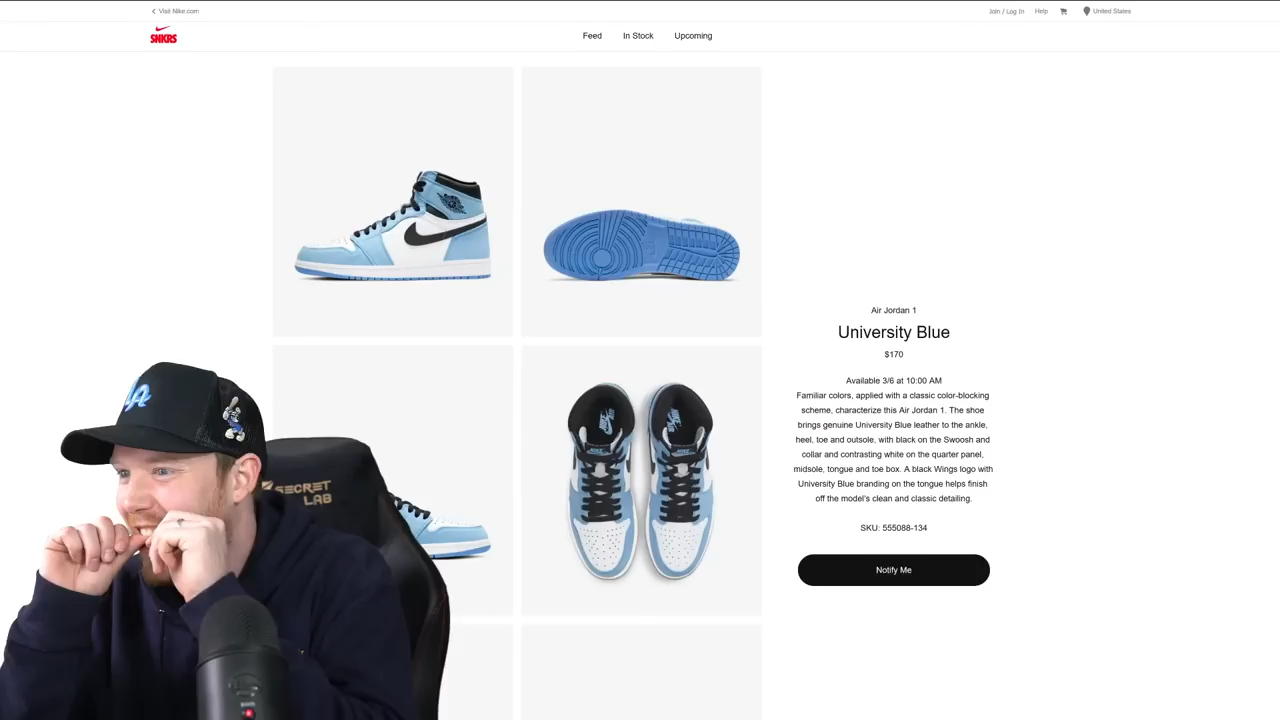 Visit Nike.com
Join / Log In
Help
United States
SNKRS
Feed
In Stock
Upcoming
Air Jordan 1
University Blue
$170
Available 3/6 at 10:00 AM
Familiar colors, applied with a classic color-blocking
scheme, characterize this Air Jordan 1. The shoe
brings genuine University Blue leather to the ankle,
heel, toe and outsole, with black on the Swoosh and
collar and contrasting white on the quarter panel,
midsole, tongue and toe box. A black Wings logo with
University Blue branding on the tongue helps finish
off the model's clean and classic detailing.
SKU: 555088-134
Notify Me
SECRET
LAB